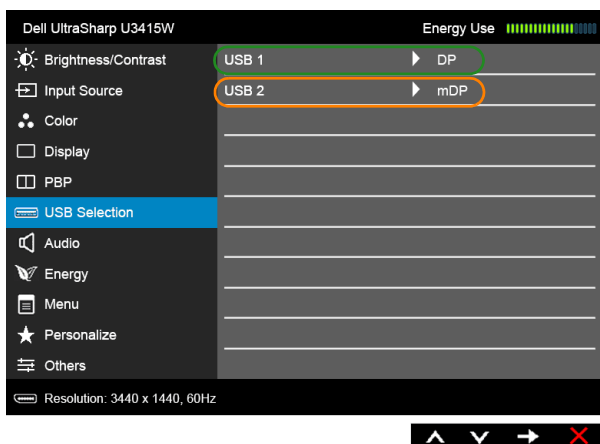 Dell UltraSharp U3415W Energy Use
Brightness/Contrast USB 1 DP
Input Source USB 2 mDP
Color
Display
PBP
USB Selection
Audio
Energy
Menu
Personalize
Others
Resolution: 3440 x 1440, 60Hz